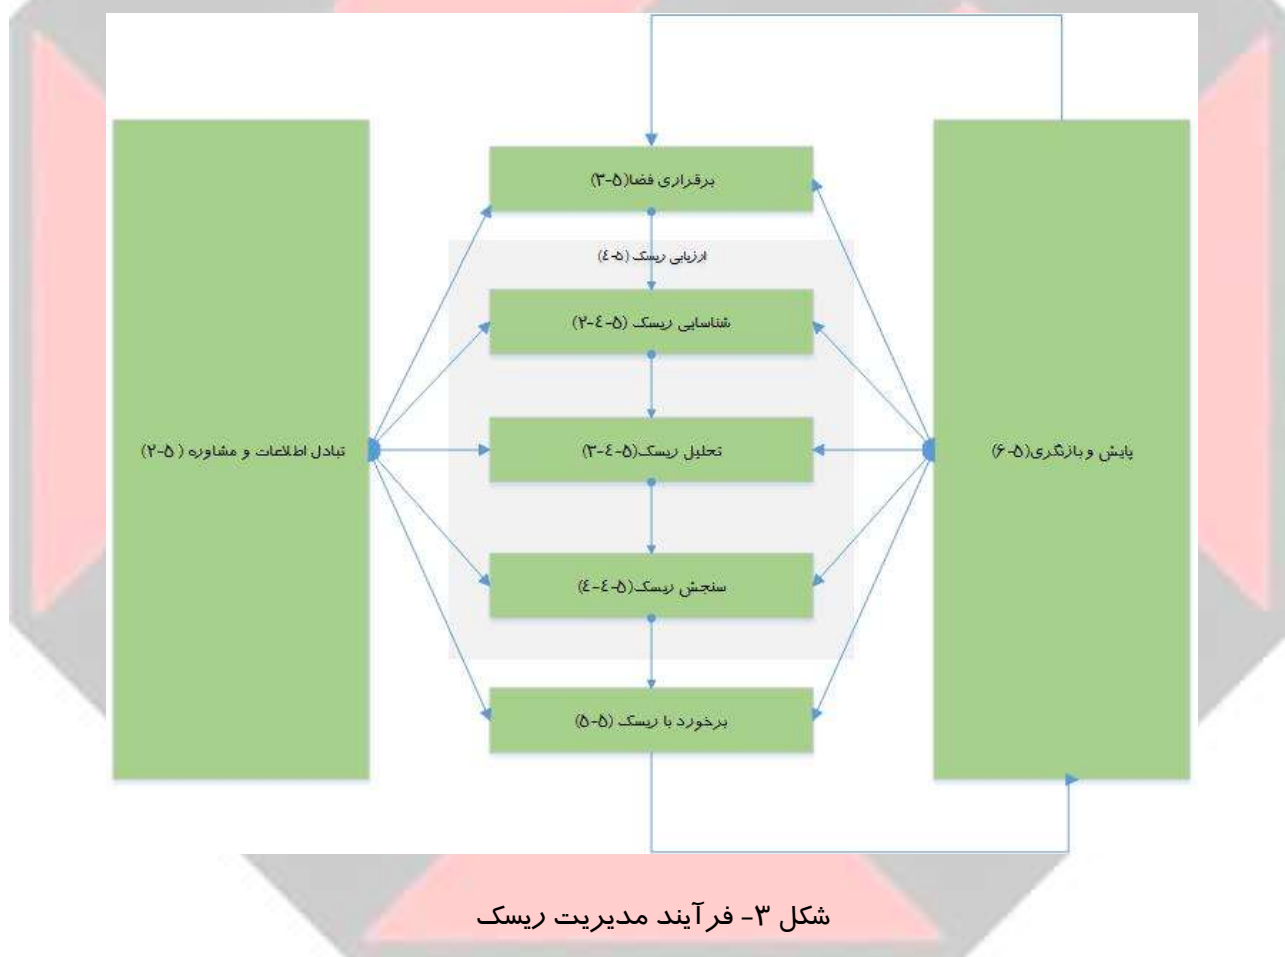 برقراری فضا(۵-۳)
ارزیابی ریسک (۵-٤)
شناسایی ریسک (۵-٤-۲)
تحلیل ریسک(۵-٤-۳)
سنجش ریسک(۵-٤-٤)
برخورد با ریسک (۵-۵)
پایش و بازنگری(۵-۶)
تبادل اطلاعات و مشاوره ( ۵-۲)
شکل ۳- فرآیند مدیریت ریسک